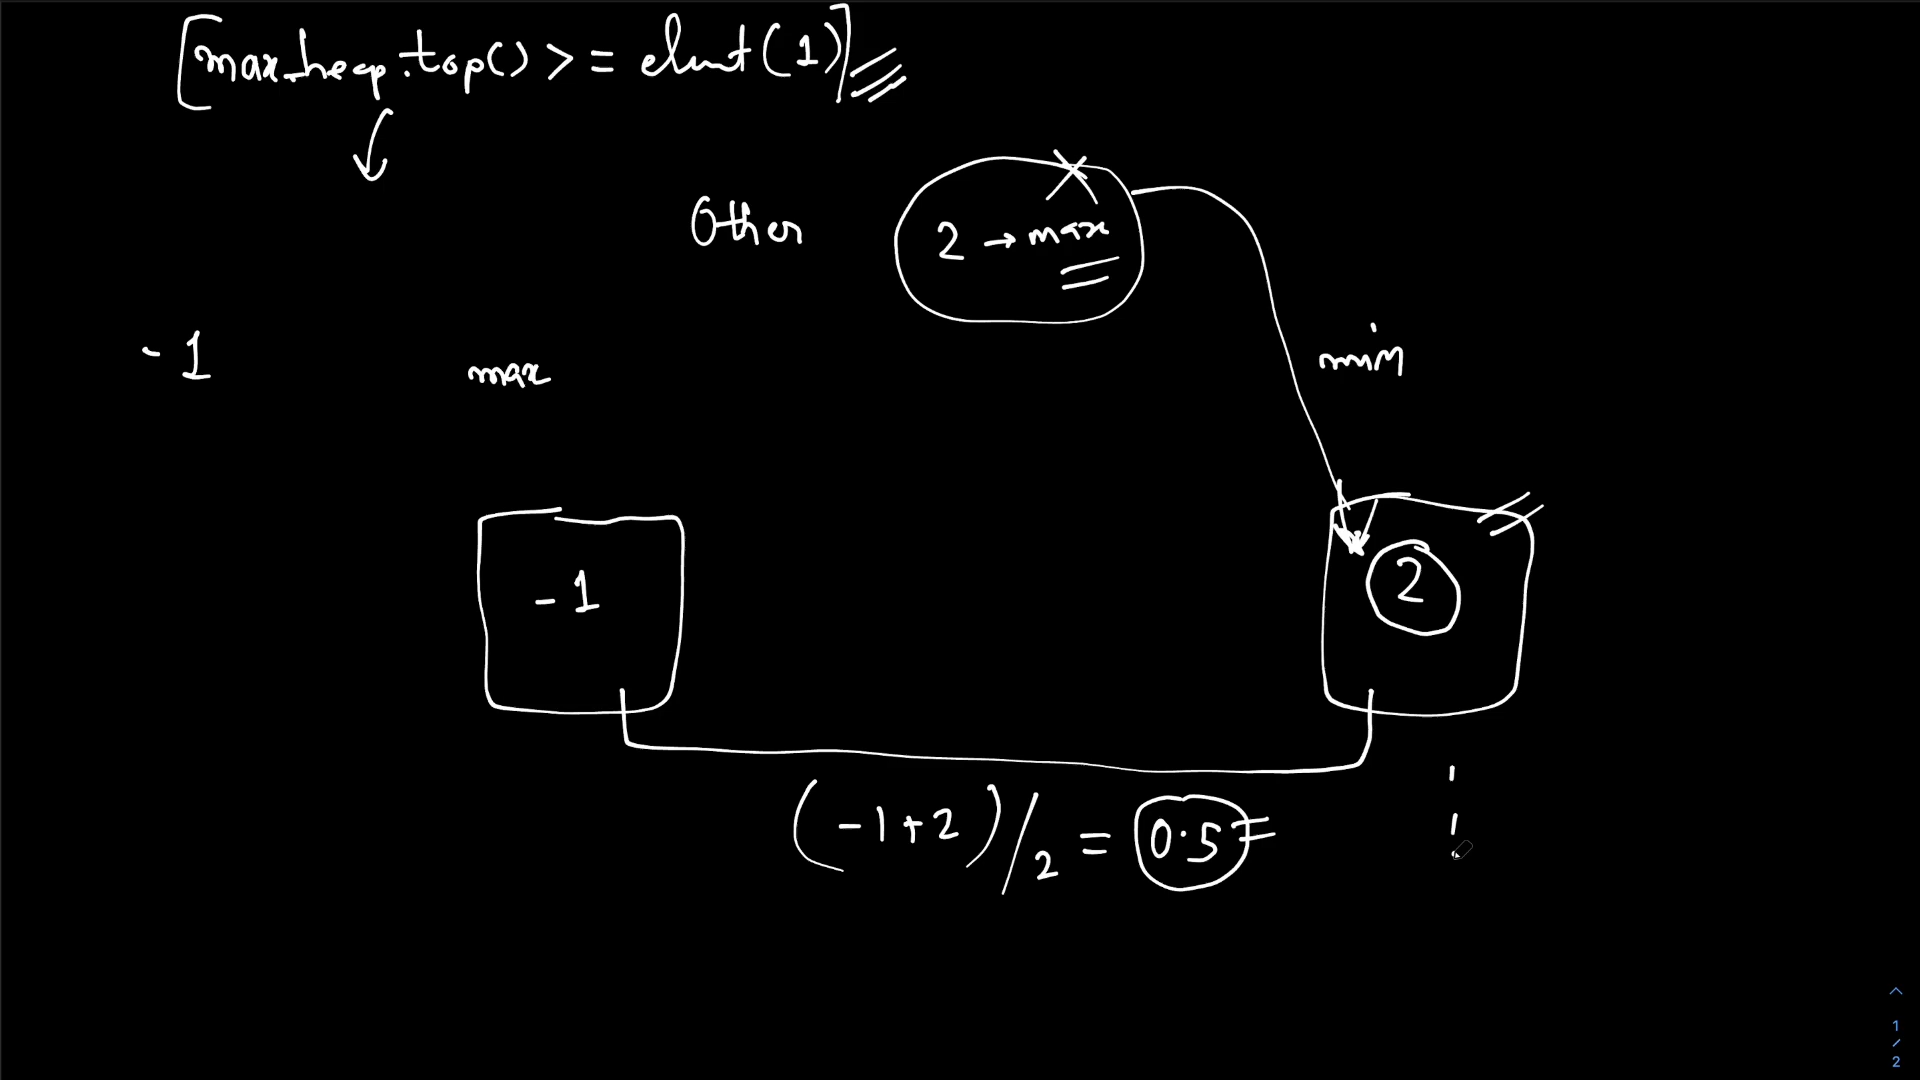 [max_heap.top() >= elmt(1)]
Other
2 → max
- 1
max
min
- 1
2
(-1+2)/2 = 0.5
1
/
2